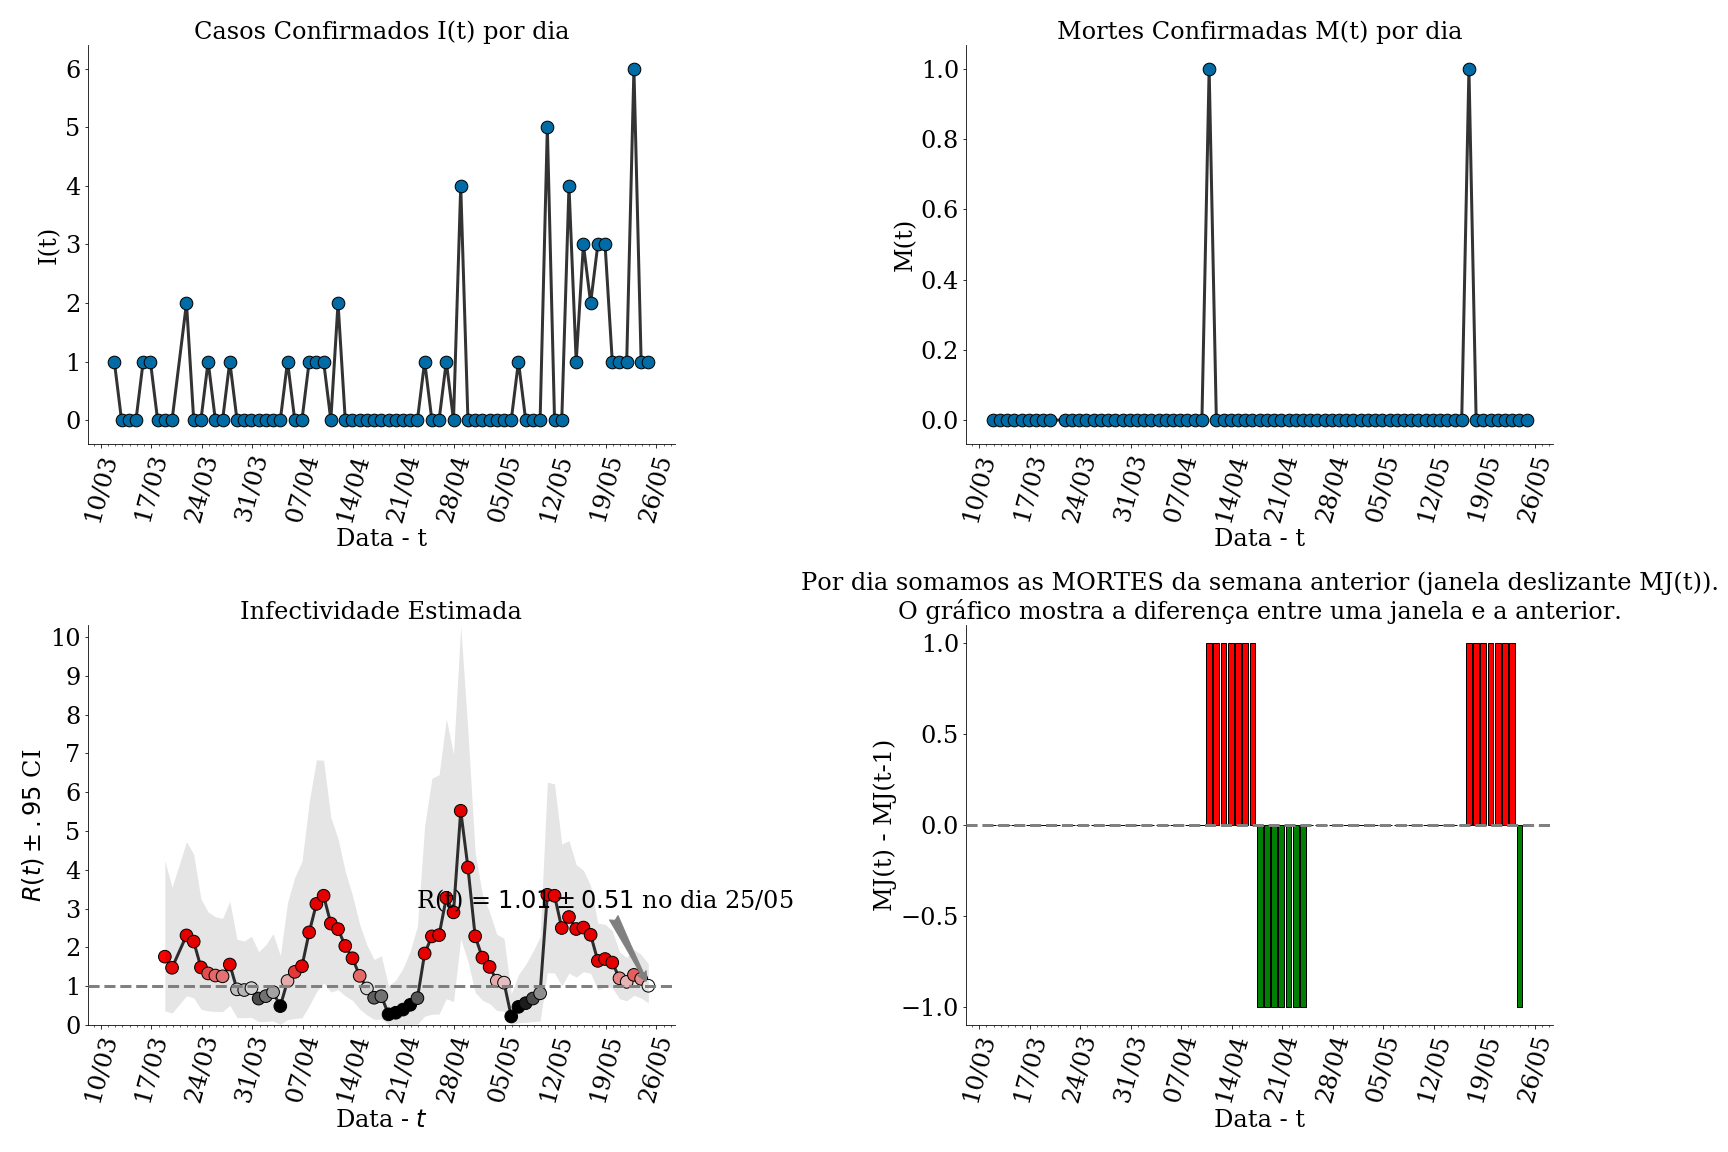 Casos Confirmados I(t) por dia
6
5
4
3
2
1
0
I(t)
10/03 17/03 24/03 31/03 07/04 14/04 21/04 28/04 05/05 12/05 19/05 26/05
Data - t
Mortes Confirmadas M(t) por dia
1.0
0.8
0.6
0.4
0.2
0.0
M(t)
10/03 17/03 24/03 31/03 07/04 14/04 21/04 28/04 05/05 12/05 19/05 26/05
Data - t
Infectividade Estimada
10
9
8
7
6
5
4
3
2
1
0
R(t) ± .95 CI
R(t) = 1.01 ± 0.51 no dia 25/05
10/03 17/03 24/03 31/03 07/04 14/04 21/04 28/04 05/05 12/05 19/05 26/05
Data - t
Por dia somamos as MORTES da semana anterior (janela deslizante MJ(t)).
O gráfico mostra a diferença entre uma janela e a anterior.
1.0
0.5
0.0
−0.5
−1.0
MJ(t) - MJ(t-1)
10/03 17/03 24/03 31/03 07/04 14/04 21/04 28/04 05/05 12/05 19/05 26/05
Data - t